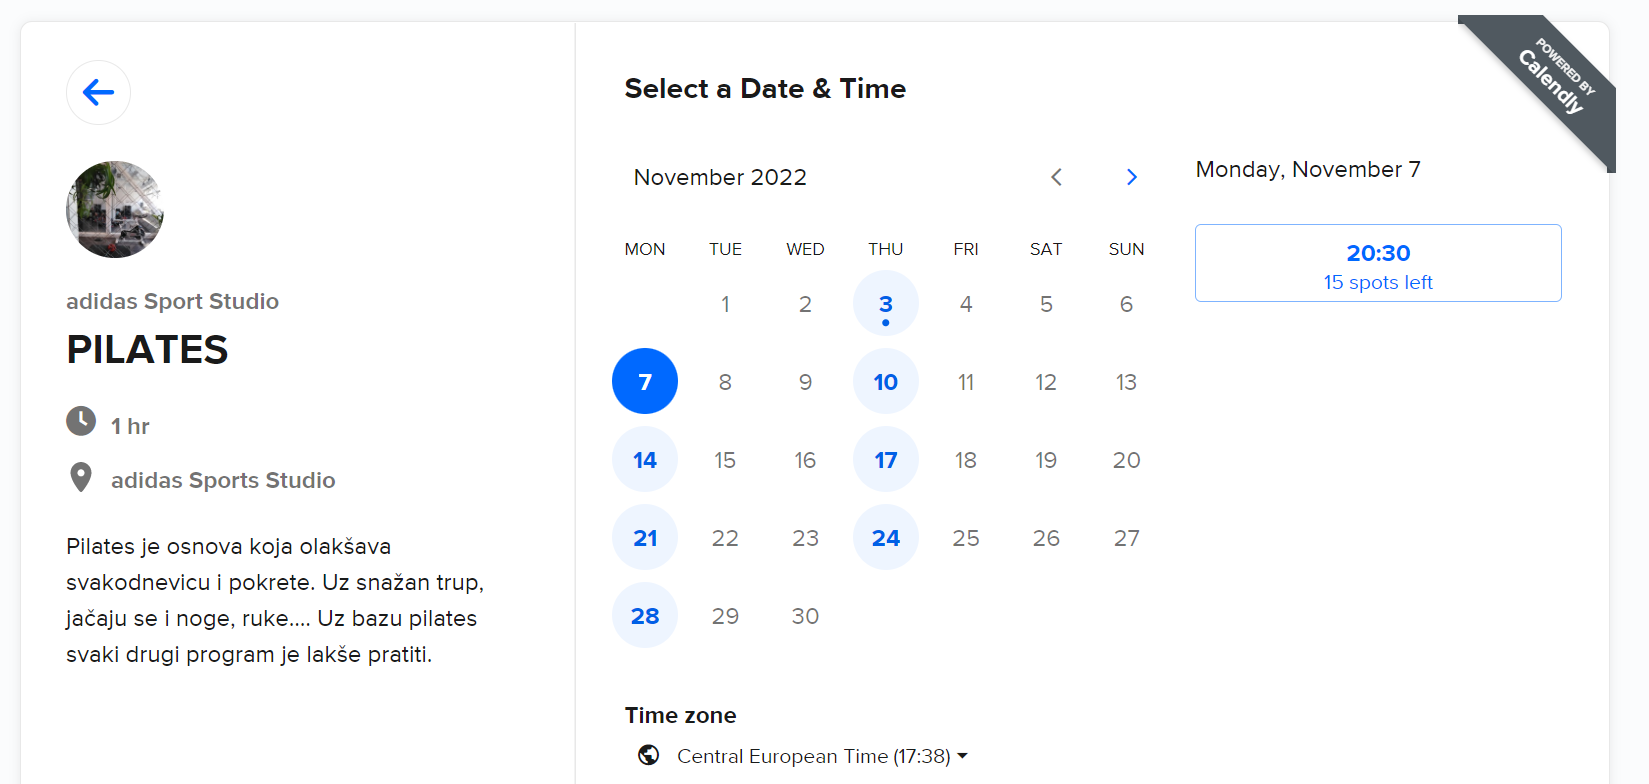 adidas Sport Studio
PILATES
1 hr
adidas Sports Studio
Pilates je osnova koja olakšava
svakodnevicu i pokrete. Uz snažan trup,
jačaju se i noge, ruke.... Uz bazu pilates
svaki drugi program je lakše pratiti.
Select a Date & Time
November 2022
MON TUE WED THU FRI SAT SUN
1 2 3 4 5 6
7 8 9 10 11 12 13
14 15 16 17 18 19 20
21 22 23 24 25 26 27
28 29 30
Time zone
Central European Time (17:38)
Monday, November 7
20:30
15 spots left
POWERED BY
Calendly